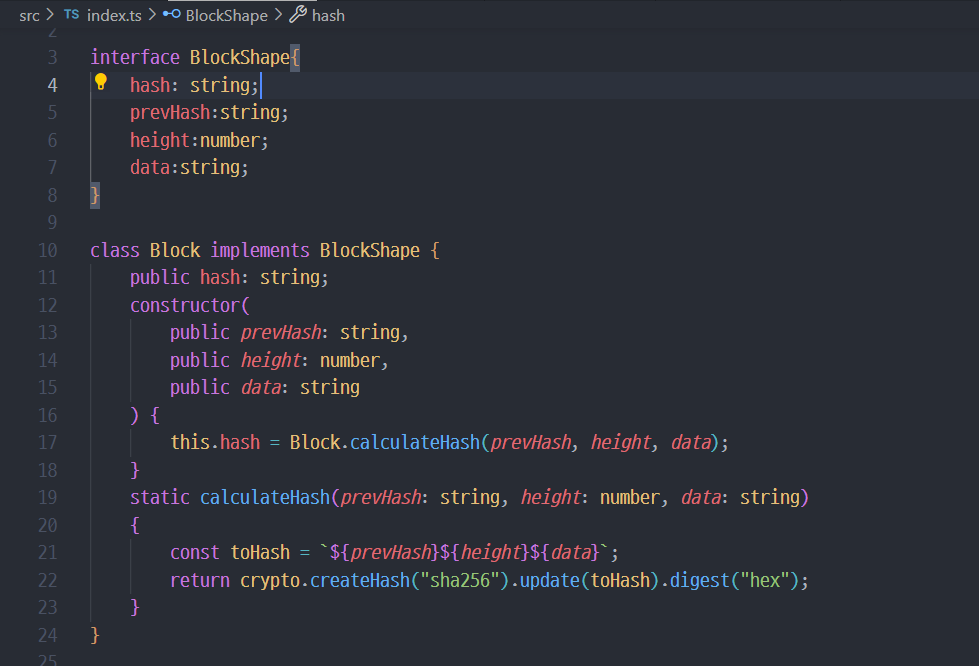 src > TS index.ts > BlockShape > hash
2
3 interface BlockShape{
4 hash: string;
5 prevHash:string;
6 height:number;
7 data:string;
8 }
9
10 class Block implements BlockShape {
11 public hash: string;
12 constructor(
13 public prevHash: string,
14 public height: number,
15 public data: string
16 ) {
17 this.hash = Block.calculateHash(prevHash, height, data);
18 }
19 static calculateHash(prevHash: string, height: number, data: string)
20 {
21 const toHash = `${prevHash}${height}${data}`;
22 return crypto.createHash("sha256").update(toHash).digest("hex");
23 }
24 }
25